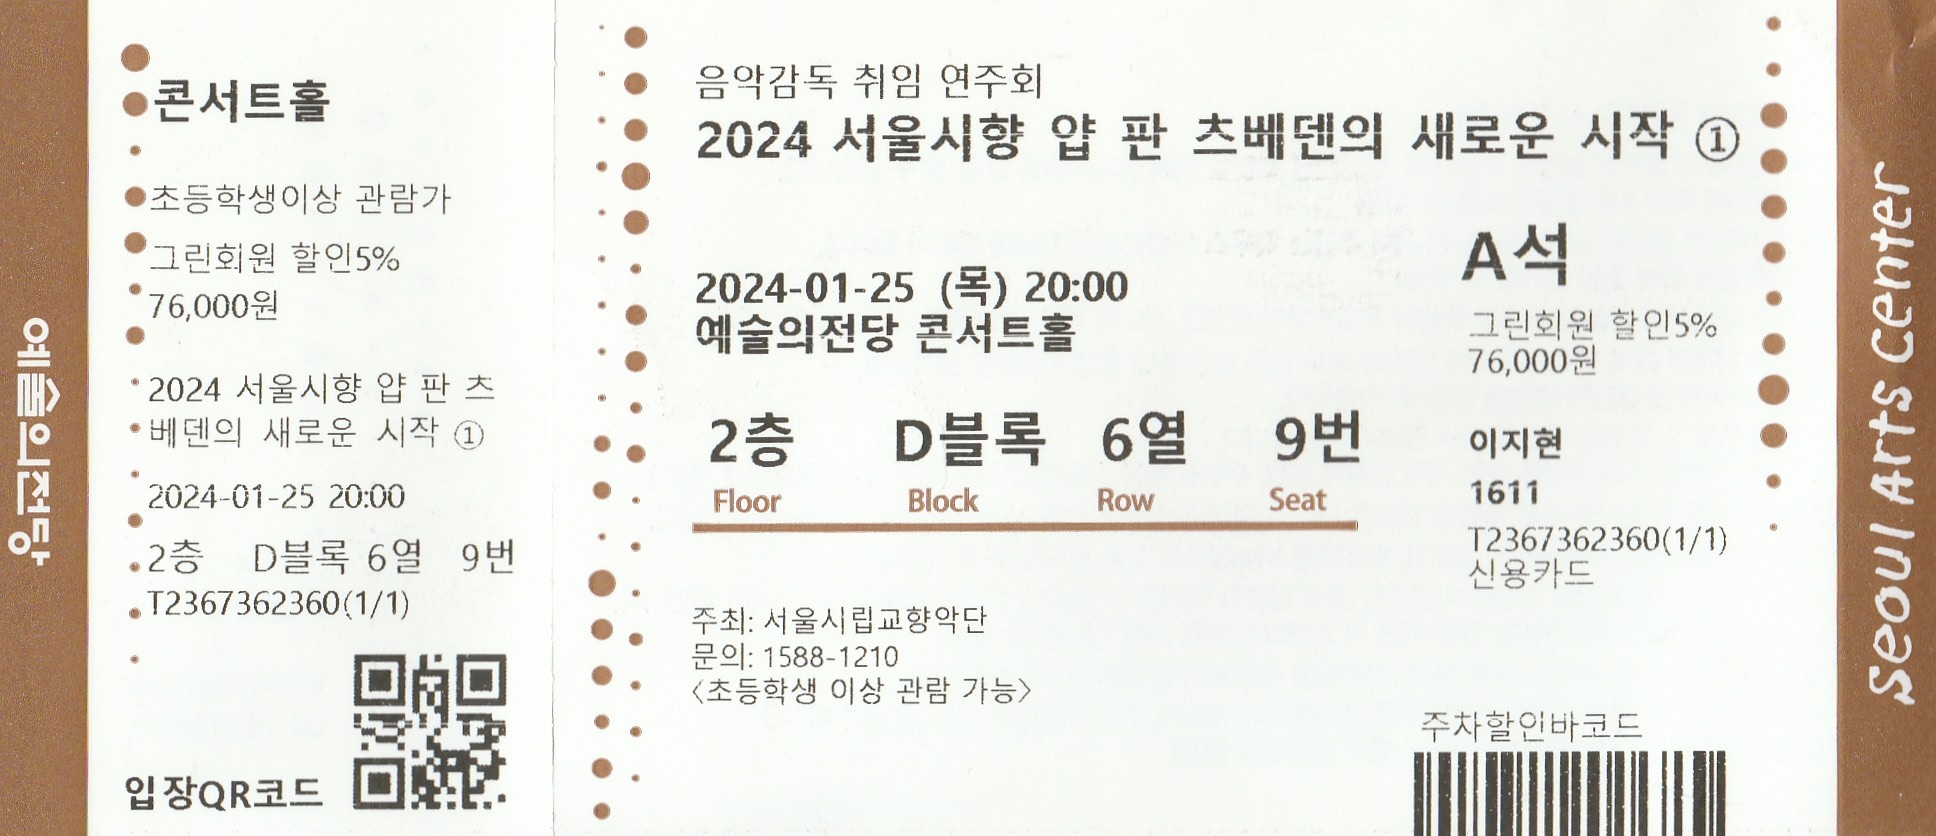 예술의전당
콘서트홀
초등학생이상 관람가
그린회원 할인5%
76,000원
2024 서울시향 얍 판 츠
베덴의 새로운 시작 ①
2024-01-25 20:00
2층 D블록 6열 9번
T2367362360(1/1)
입장QR코드
음악감독 취임 연주회
2024 서울시향 얍 판 츠베덴의 새로운 시작 ①
2024-01-25 (목) 20:00
예술의전당 콘서트홀
2층 D블록 6열 9번
Floor Block Row Seat
주최: 서울시립교향악단
문의: 1588-1210
<초등학생 이상 관람 가능>
A석
그린회원 할인5%
76,000원
이지현
1611
T2367362360(1/1)
신용카드
주차할인바코드
Seoul Arts Center